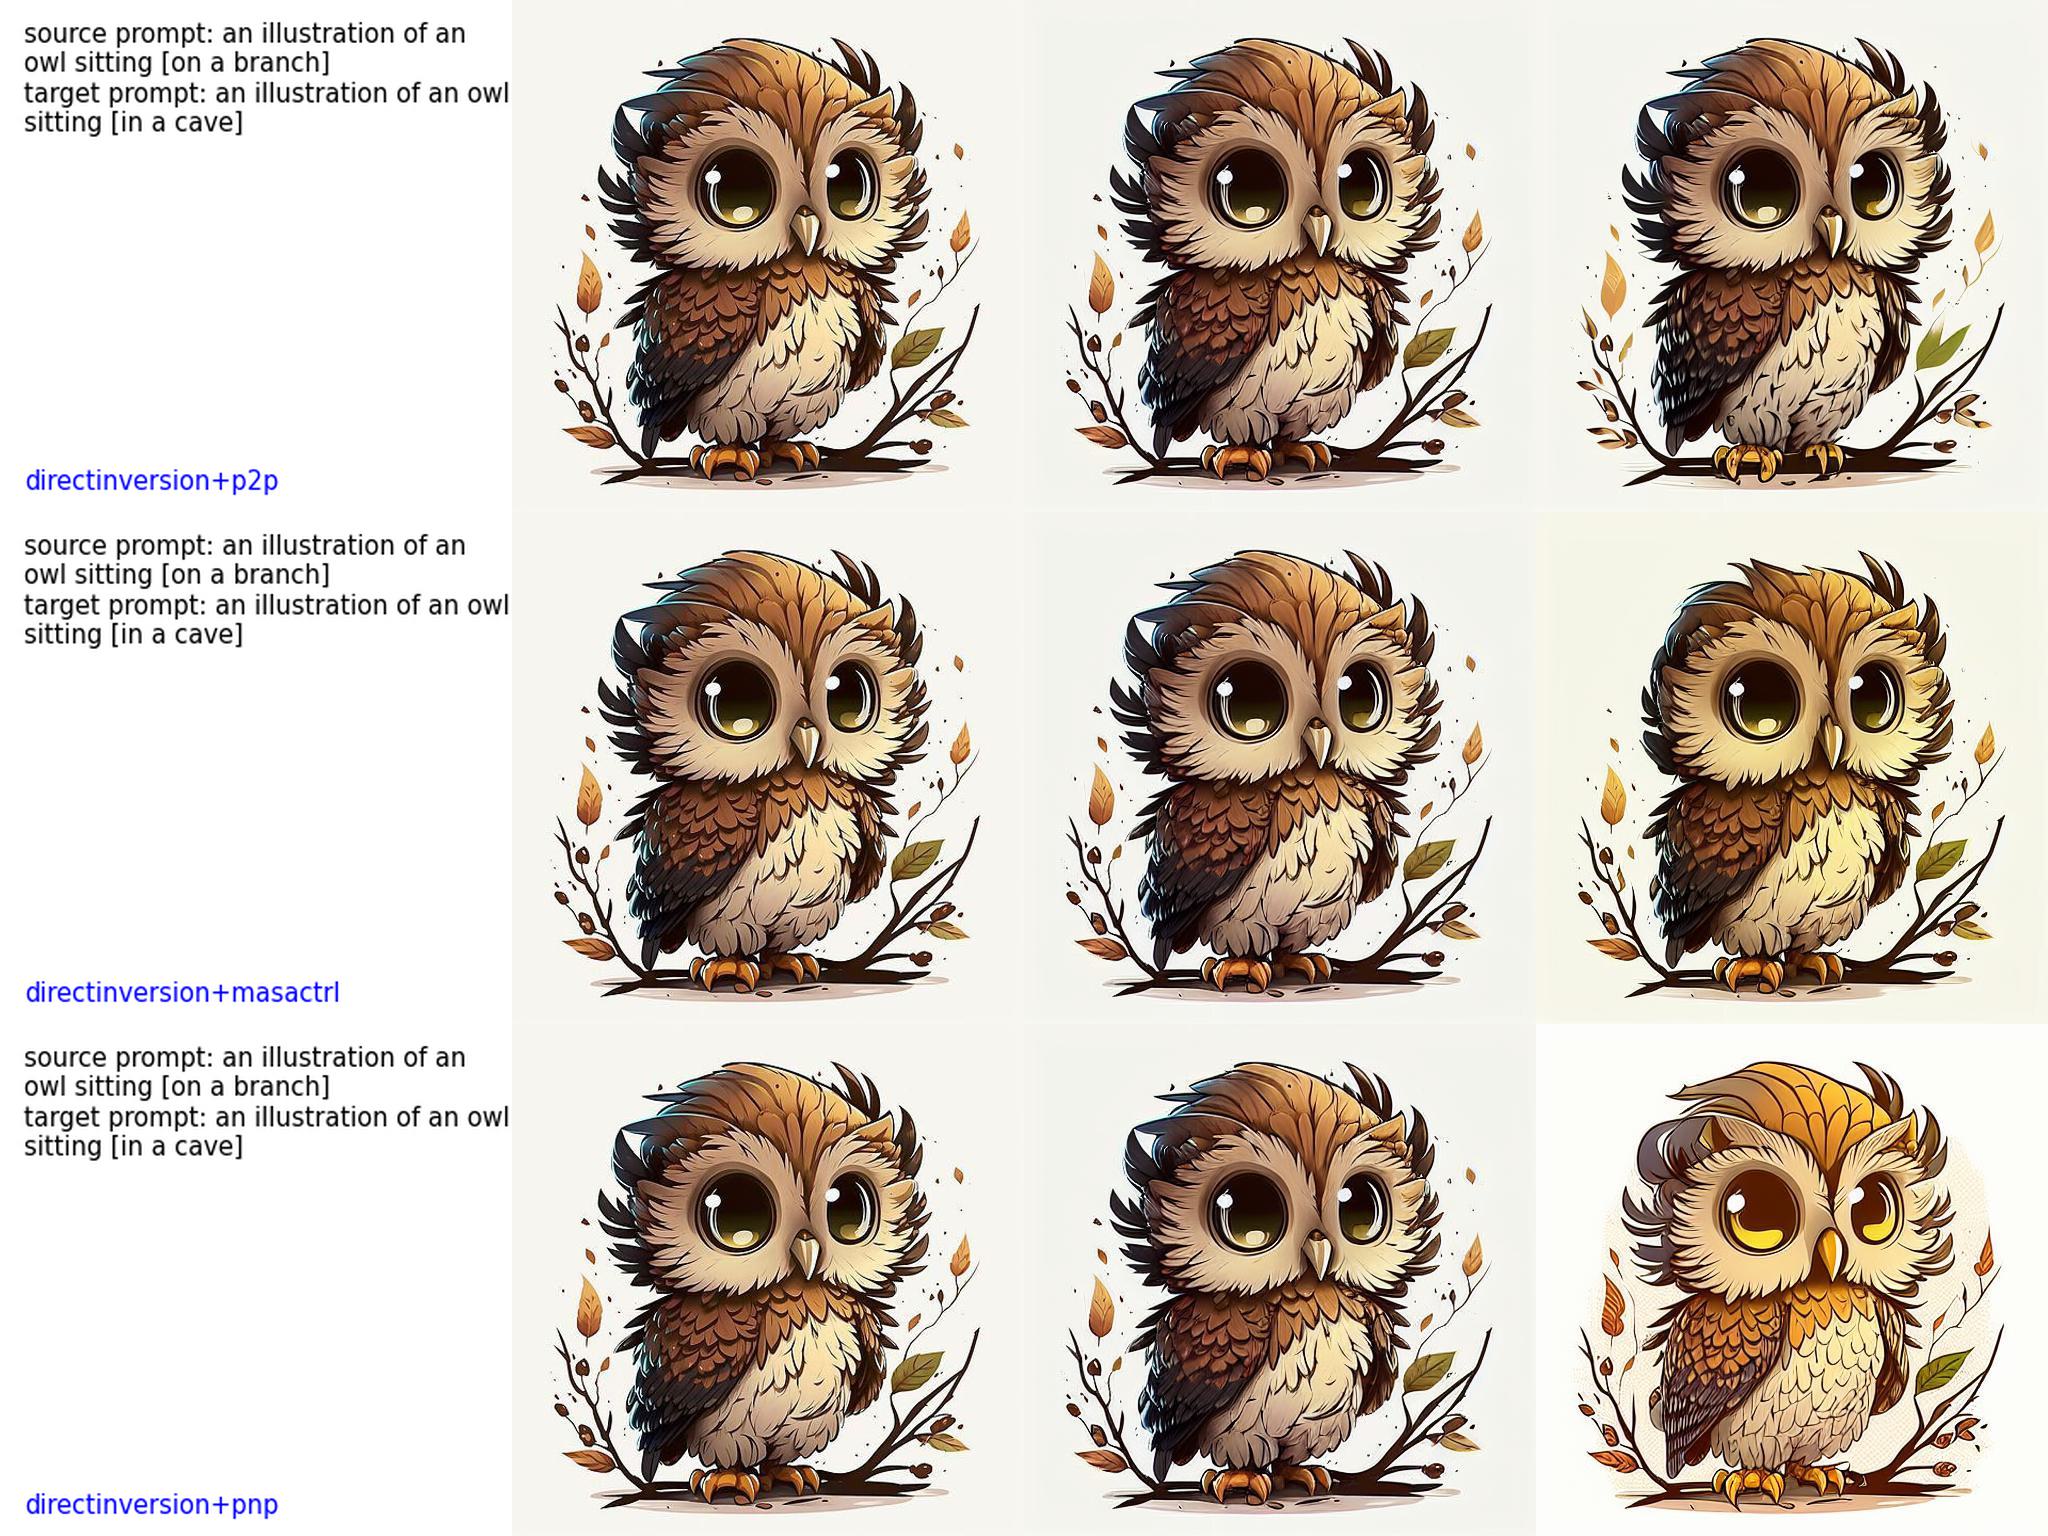 source prompt: an illustration of an
owl sitting [on a branch]
target prompt: an illustration of an owl
sitting [in a cave]
directinversion+p2p
source prompt: an illustration of an
owl sitting [on a branch]
target prompt: an illustration of an owl
sitting [in a cave]
directinversion+masactrl
source prompt: an illustration of an
owl sitting [on a branch]
target prompt: an illustration of an owl
sitting [in a cave]
directinversion+pnp